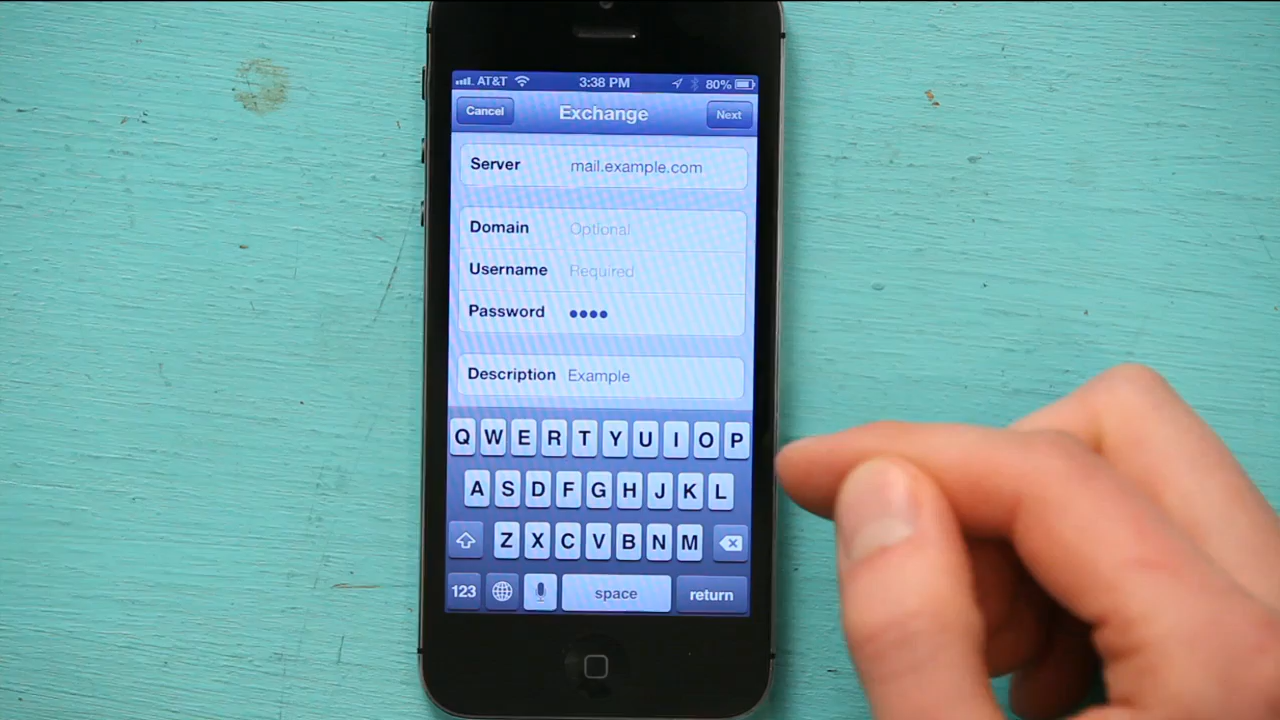 AT&T 3:38 PM 80%
Cancel Exchange Next
Server mail.example.com
Domain Optional
Username Required
Password ••••
Description Example
Q W E R T Y U I O P
A S D F G H J K L
Z X C V B N M
123 space return